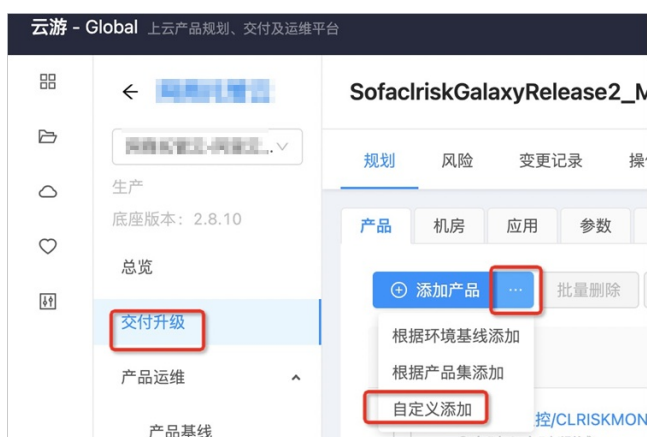 云游 - Global 上云产品规划、交付及运维平台
SofaclriskGalaxyRelease2_M
生产
底座版本：2.8.10
总览
交付升级
产品运维
产品基线
规划 风险 变更记录
产品 机房 应用 参数
添加产品 ... 批量删除
根据环境基线添加
根据产品集添加
自定义添加
控/CLRISKMON